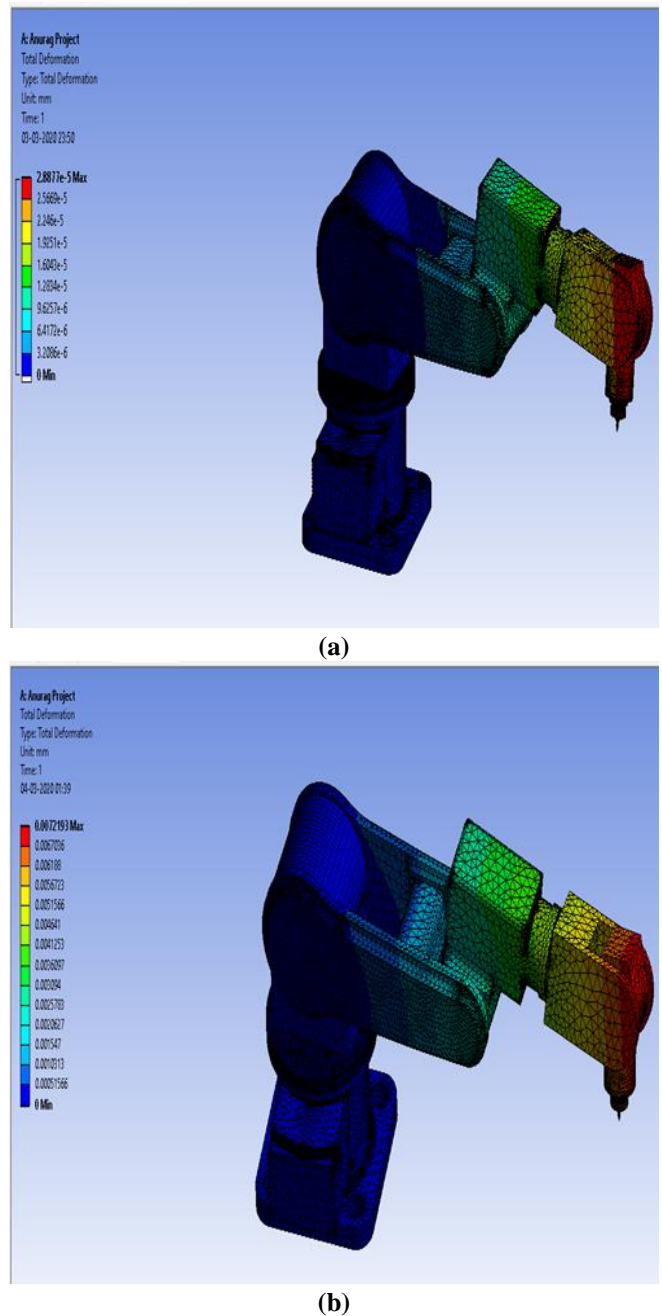 A: Anurag Project
Total Deformation
Type: Total Deformation
Unit: mm
Time: 1
03-03-2020 23:50
2.8877e-5 Max
2.5669e-5
2.246e-5
1.9251e-5
1.6043e-5
1.2834e-5
9.6257e-6
6.4172e-6
3.2086e-6
0 Min
(a)
A: Anurag Project
Total Deformation
Type: Total Deformation
Unit: mm
Time: 1
04-03-2020 01:39
0.0072193 Max
0.0067036
0.006188
0.0056723
0.0051566
0.004641
0.0041253
0.0036097
0.003094
0.0025783
0.0020627
0.001547
0.0010313
0.00051566
0 Min
(b)